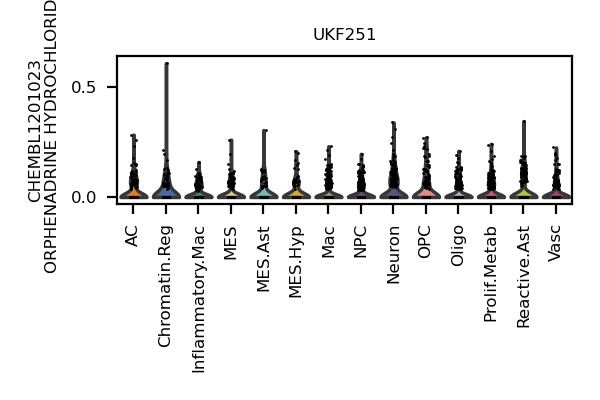 UKF251
CHEMBL1201023
ORPHENADRINE HYDROCHLORID
0.5
0.0
AC
Chromatin.Reg
Inflammatory.Mac
MES
MES.Ast
MES.Hyp
Mac
NPC
Neuron
OPC
Oligo
Prolif.Metab
Reactive.Ast
Vasc